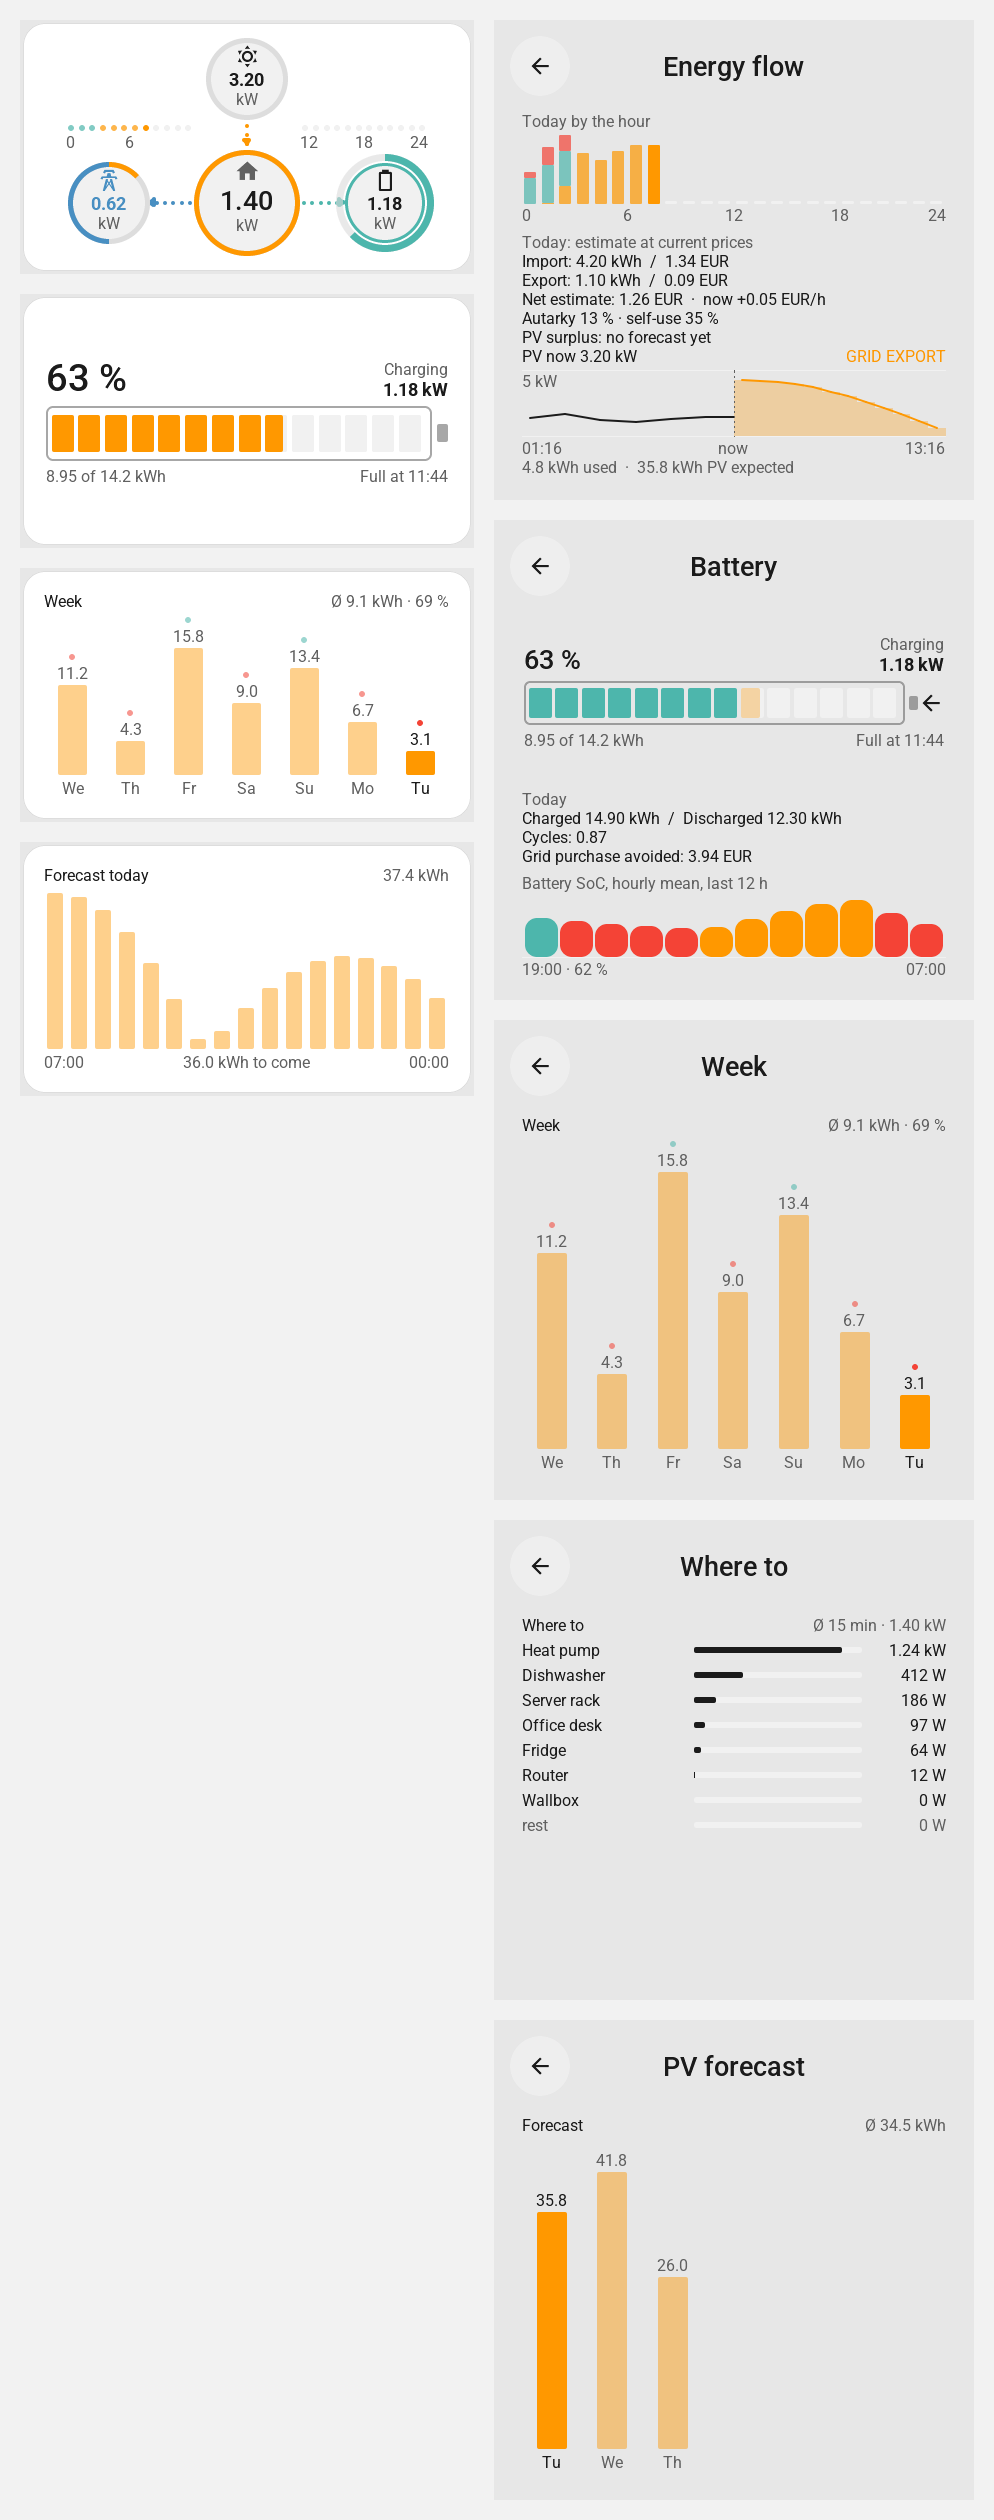 3.20
kW
0 6 12 18 24
0.62
kW
1.40
kW
1.18
kW
63 %
Charging
1.18 kW
8.95 of 14.2 kWh
Full at 11:44
Week
Ø 9.1 kWh · 69 %
11.2
4.3
15.8
9.0
13.4
6.7
3.1
We Th Fr Sa Su Mo Tu
Forecast today
37.4 kWh
07:00
36.0 kWh to come
00:00
Energy flow
Today by the hour
0 6 12 18 24
Today: estimate at current prices
Import: 4.20 kWh / 1.34 EUR
Export: 1.10 kWh / 0.09 EUR
Net estimate: 1.26 EUR · now +0.05 EUR/h
Autarky 13 % · self-use 35 %
PV surplus: no forecast yet
PV now 3.20 kW
GRID EXPORT
5 kW
01:16
now
13:16
4.8 kWh used · 35.8 kWh PV expected
Battery
63 %
Charging
1.18 kW
8.95 of 14.2 kWh
Full at 11:44
Today
Charged 14.90 kWh / Discharged 12.30 kWh
Cycles: 0.87
Grid purchase avoided: 3.94 EUR
Battery SoC, hourly mean, last 12 h
19:00 · 62 %
07:00
Week
Week
Ø 9.1 kWh · 69 %
11.2
4.3
15.8
9.0
13.4
6.7
3.1
We Th Fr Sa Su Mo Tu
Where to
Where to
Ø 15 min · 1.40 kW
Heat pump 1.24 kW
Dishwasher 412 W
Server rack 186 W
Office desk 97 W
Fridge 64 W
Router 12 W
Wallbox 0 W
rest 0 W
PV forecast
Forecast
Ø 34.5 kWh
35.8
41.8
26.0
Tu We Th